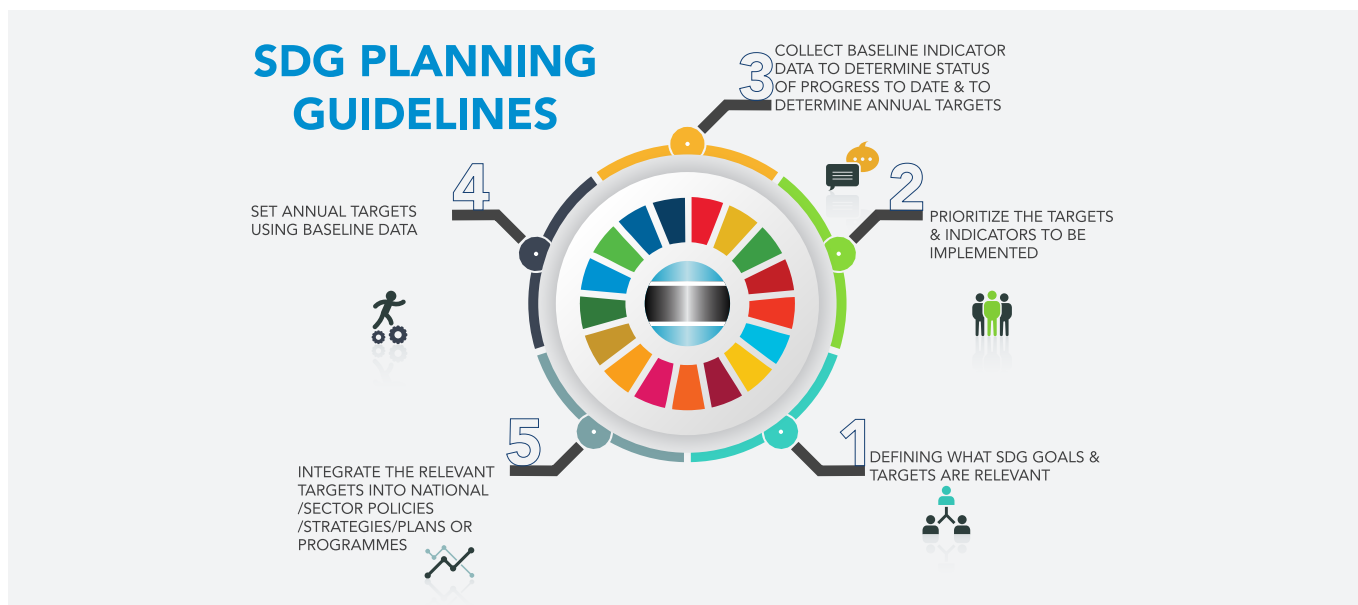 SDG PLANNING
GUIDELINES
3
COLLECT BASELINE INDICATOR
DATA TO DETERMINE STATUS
OF PROGRESS TO DATE & TO
DETERMINE ANNUAL TARGETS
4
SET ANNUAL TARGETS
USING BASELINE DATA
2
PRIORITIZE THE TARGETS
& INDICATORS TO BE
IMPLEMENTED
5
INTEGRATE THE RELEVANT
TARGETS INTO NATIONAL
/SECTOR POLICIES
/STRATEGIES/PLANS OR
PROGRAMMES
1
DEFINING WHAT SDG GOALS &
TARGETS ARE RELEVANT